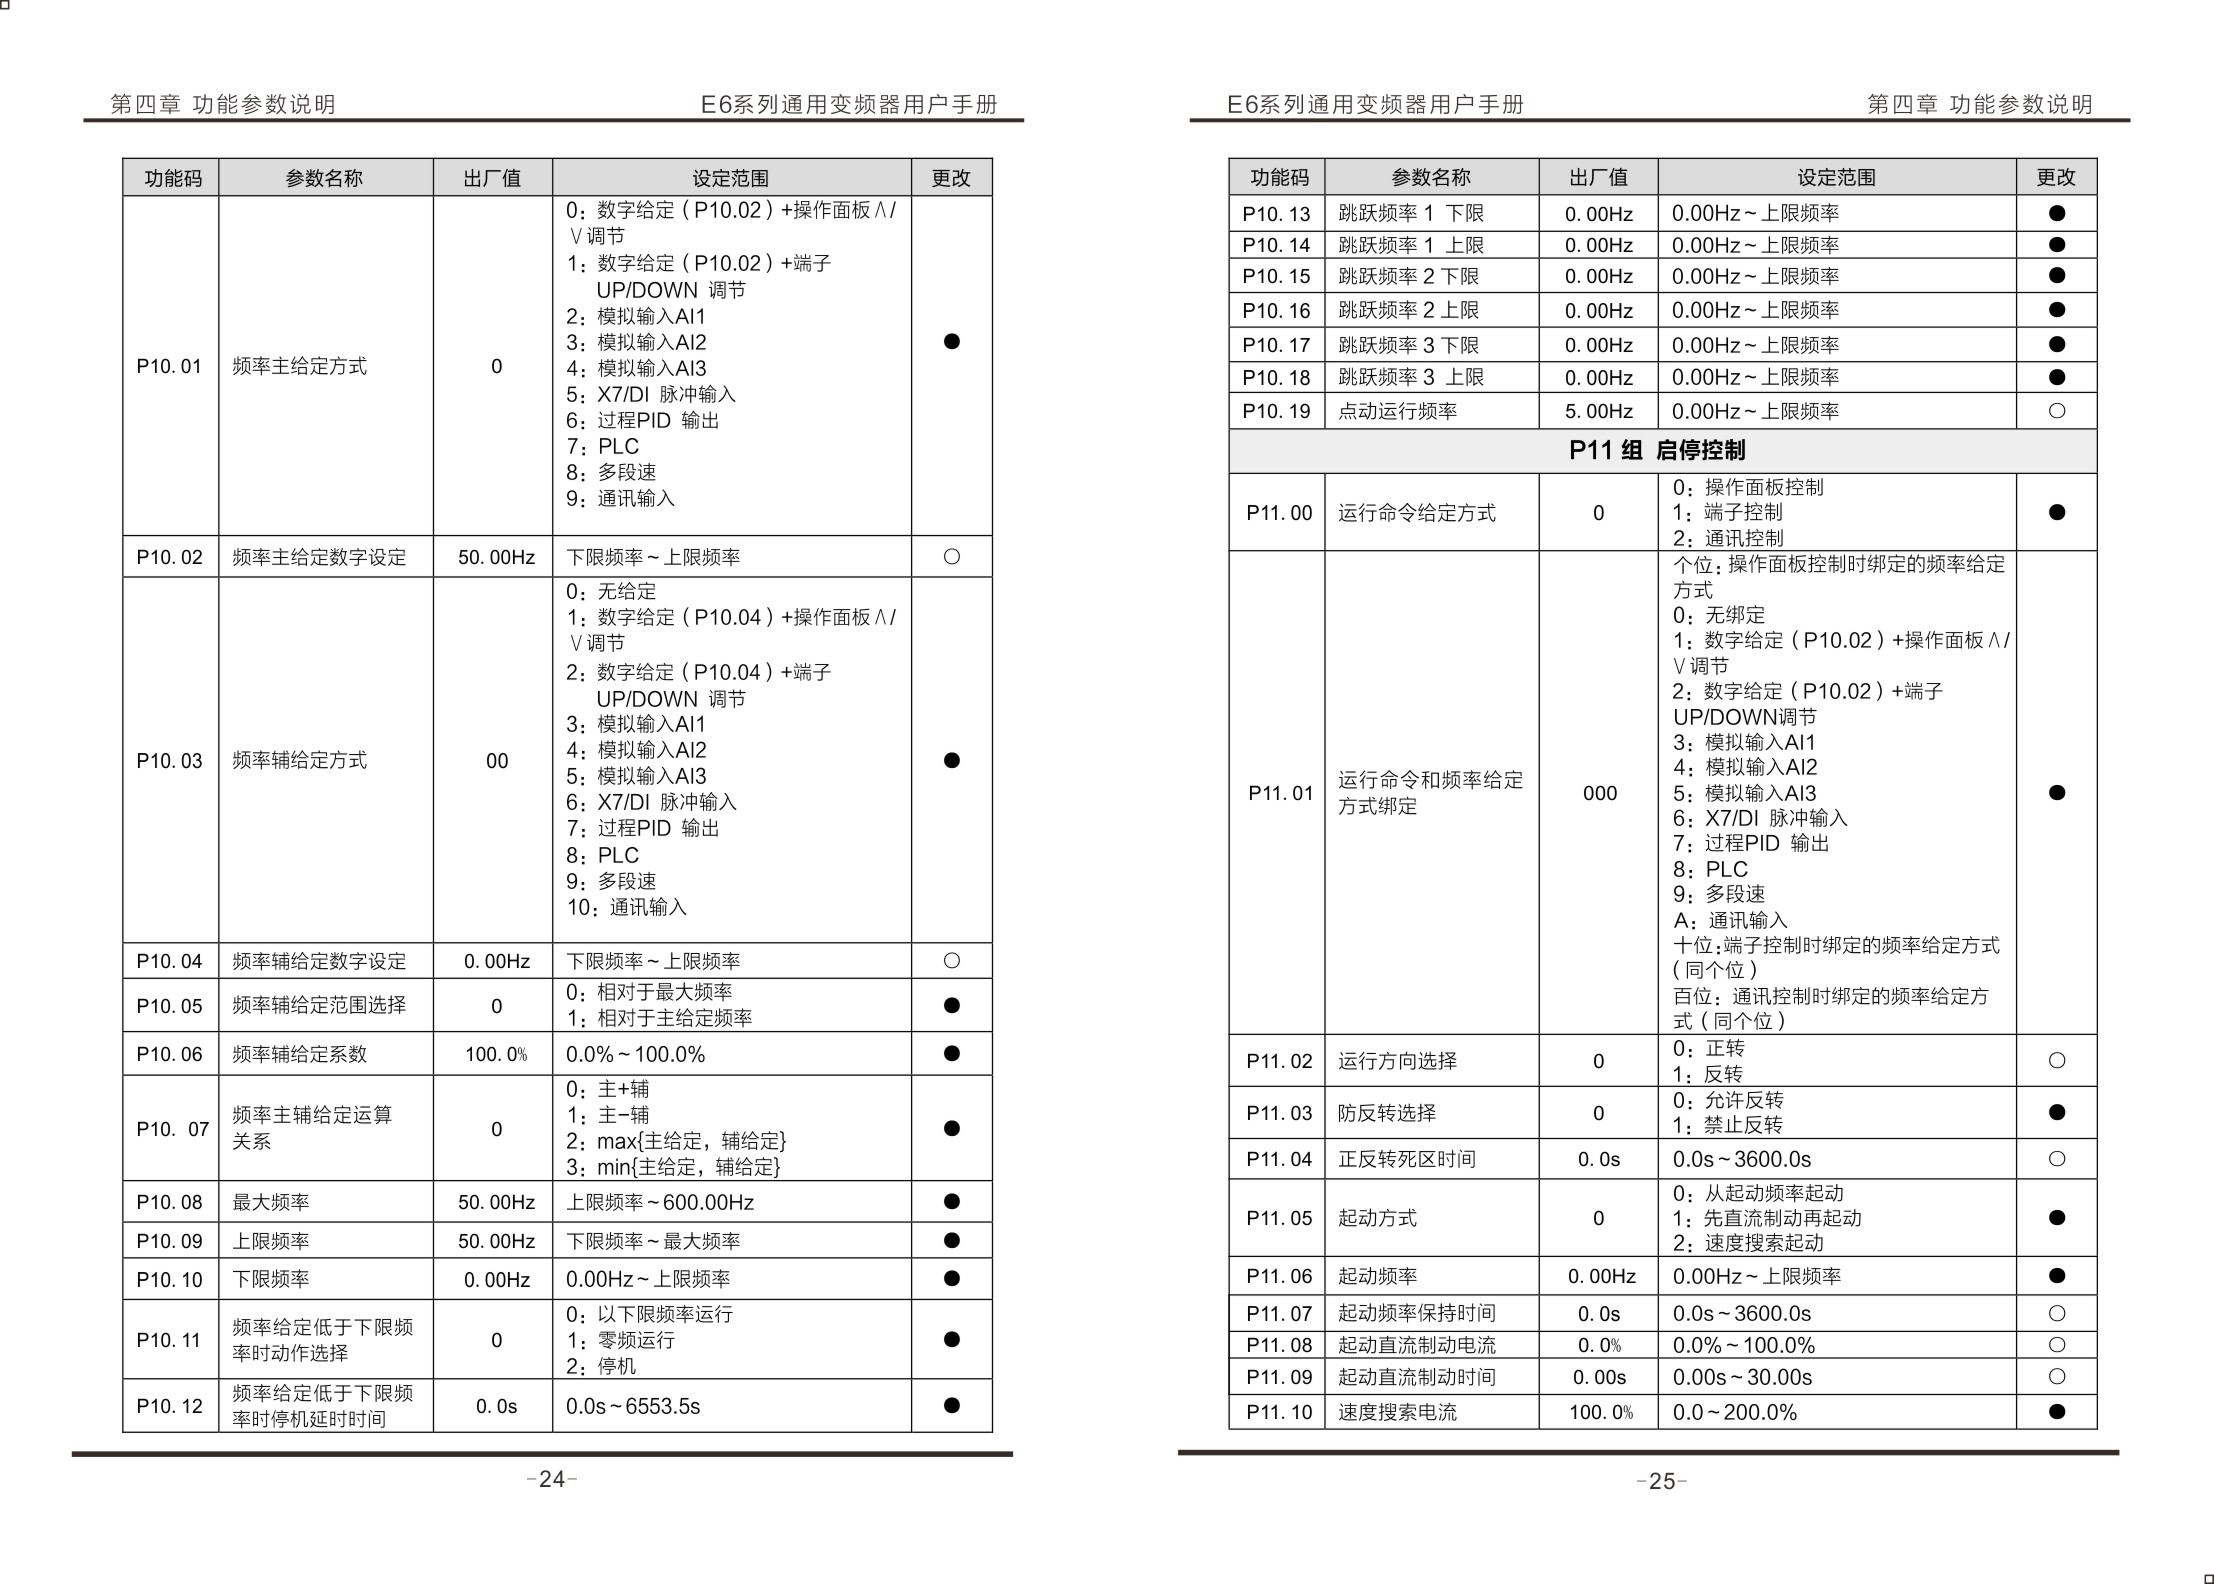 第四章 功能参数说明 E6系列通用变频器用户手册
功能码 参数名称 出厂值 设定范围 更改
P10.01 频率主给定方式 0 0：数字给定（P10.02）+操作面板∧/
∨调节
1：数字给定（P10.02）+端子
UP/DOWN 调节
2：模拟输入AI1
3：模拟输入AI2
4：模拟输入AI3
5：X7/DI 脉冲输入
6：过程PID 输出
7：PLC
8：多段速
9：通讯输入
●
P10.02 频率主给定数字设定 50.00Hz 下限频率～上限频率 ○
P10.03 频率辅给定方式 00 0：无给定
1：数字给定（P10.04）+操作面板∧/
∨调节
2：数字给定（P10.04）+端子
UP/DOWN 调节
3：模拟输入AI1
4：模拟输入AI2
5：模拟输入AI3
6：X7/DI 脉冲输入
7：过程PID 输出
8：PLC
9：多段速
10：通讯输入
●
P10.04 频率辅给定数字设定 0.00Hz 下限频率～上限频率 ○
P10.05 频率辅给定范围选择 0 0：相对于最大频率
1：相对于主给定频率
●
P10.06 频率辅给定系数 100.0% 0.0%～100.0% ●
P10. 07 频率主辅给定运算
关系
0 0：主+辅
1：主-辅
2：max{主给定，辅给定}
3：min{主给定，辅给定}
●
P10.08 最大频率 50.00Hz 上限频率～600.00Hz ●
P10.09 上限频率 50.00Hz 下限频率～最大频率 ●
P10.10 下限频率 0.00Hz 0.00Hz～上限频率 ●
P10.11 频率给定低于下限频
率时动作选择
0 0：以下限频率运行
1：零频运行
2：停机
●
P10.12 频率给定低于下限频
率时停机延时时间
0.0s 0.0s～6553.5s ●
-24-
E6系列通用变频器用户手册 第四章 功能参数说明
功能码 参数名称 出厂值 设定范围 更改
P10.13 跳跃频率1 下限 0.00Hz 0.00Hz～上限频率 ●
P10.14 跳跃频率1 上限 0.00Hz 0.00Hz～上限频率 ●
P10.15 跳跃频率2下限 0.00Hz 0.00Hz～上限频率 ●
P10.16 跳跃频率2上限 0.00Hz 0.00Hz～上限频率 ●
P10.17 跳跃频率3下限 0.00Hz 0.00Hz～上限频率 ●
P10.18 跳跃频率3 上限 0.00Hz 0.00Hz～上限频率 ●
P10.19 点动运行频率 5.00Hz 0.00Hz～上限频率 ○
P11 组 启停控制
P11.00 运行命令给定方式 0 0：操作面板控制
1：端子控制
2：通讯控制
●
P11.01 运行命令和频率给定
方式绑定
000 个位：操作面板控制时绑定的频率给定
方式
0：无绑定
1：数字给定（P10.02）+操作面板∧/
∨调节
2：数字给定（P10.02）+端子
UP/DOWN调节
3：模拟输入AI1
4：模拟输入AI2
5：模拟输入AI3
6：X7/DI 脉冲输入
7：过程PID 输出
8：PLC
9：多段速
A：通讯输入
十位：端子控制时绑定的频率给定方式
（同个位）
百位：通讯控制时绑定的频率给定方
式（同个位）
●
P11.02 运行方向选择 0 0：正转
1：反转
○
P11.03 防反转选择 0 0：允许反转
1：禁止反转
●
P11.04 正反转死区时间 0.0s 0.0s～3600.0s ○
P11.05 起动方式 0 0：从起动频率起动
1：先直流制动再起动
2：速度搜索起动
●
P11.06 起动频率 0.00Hz 0.00Hz～上限频率 ●
P11.07 起动频率保持时间 0.0s 0.0s～3600.0s ○
P11.08 起动直流制动电流 0.0% 0.0%～100.0% ○
P11.09 起动直流制动时间 0.00s 0.00s～30.00s ○
P11.10 速度搜索电流 100.0% 0.0～200.0% ●
-25-